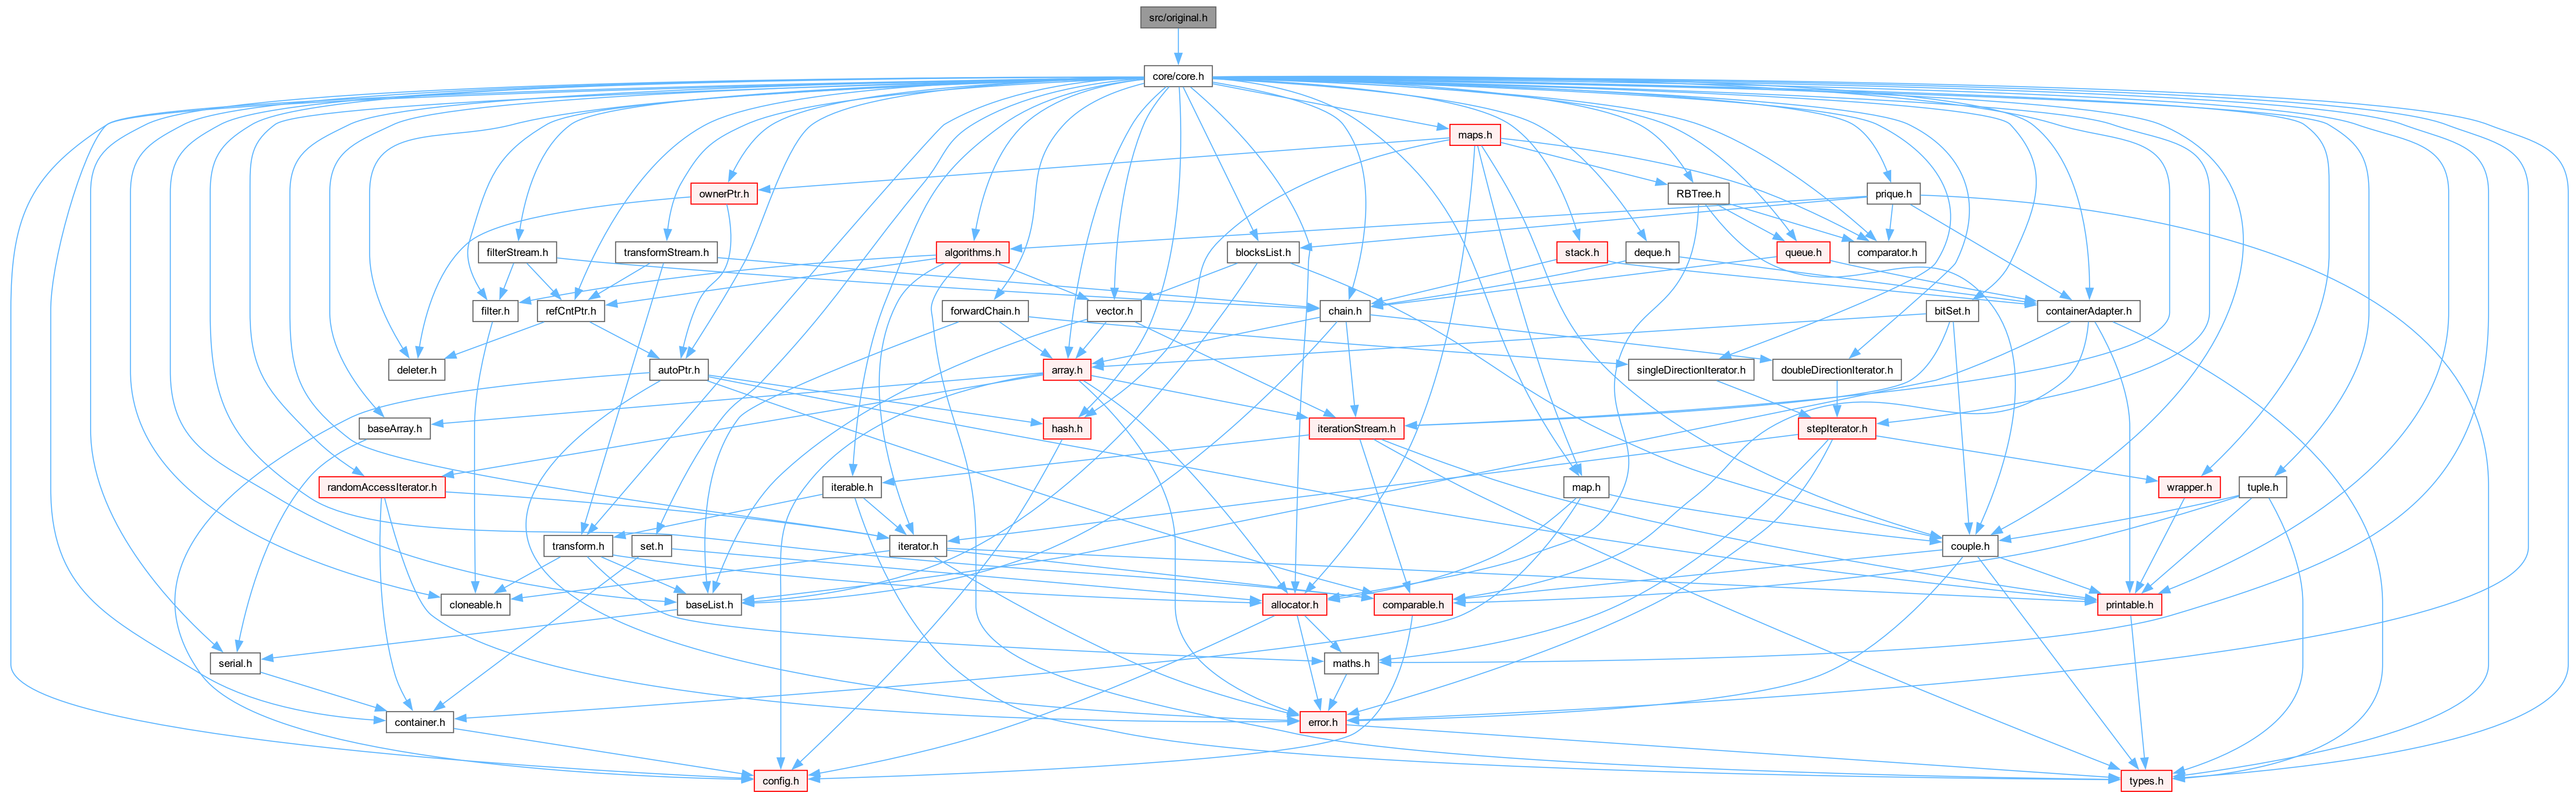 src/original.h
core/core.h
maps.h
ownerPtr.h
RBTree.h
prique.h
filterStream.h
transformStream.h
algorithms.h
blocksList.h
stack.h
deque.h
queue.h
comparator.h
filter.h
refCntPtr.h
forwardChain.h
vector.h
chain.h
bitSet.h
containerAdapter.h
deleter.h
autoPtr.h
array.h
singleDirectionIterator.h
doubleDirectionIterator.h
baseArray.h
hash.h
iterationStream.h
stepIterator.h
randomAccessIterator.h
iterable.h
map.h
wrapper.h
tuple.h
transform.h
set.h
iterator.h
couple.h
cloneable.h
baseList.h
allocator.h
comparable.h
printable.h
serial.h
maths.h
container.h
error.h
config.h
types.h